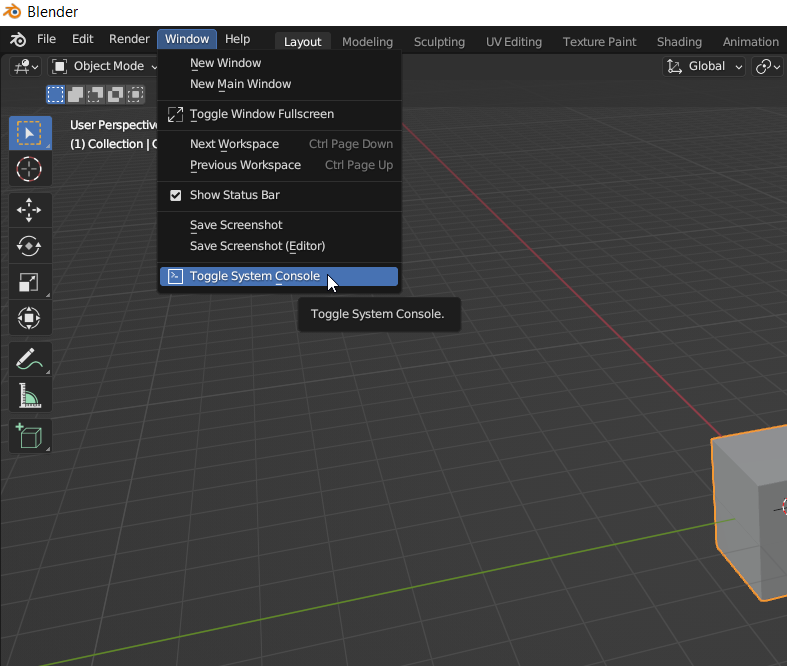 Blender
File Edit Render Window Help Layout Modeling Sculpting UV Editing Texture Paint Shading Animation
Object Mode Global
User Perspective
(1) Collection |
New Window
New Main Window
Toggle Window Fullscreen
Next Workspace Ctrl Page Down
Previous Workspace Ctrl Page Up
Show Status Bar
Save Screenshot
Save Screenshot (Editor)
Toggle System Console
Toggle System Console.